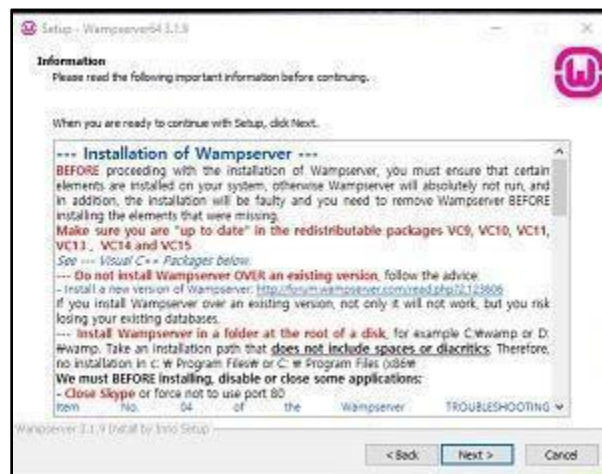 Setup - Wampserver64 3.1.9
Information
Please read the following important information before continuing.
When you are ready to continue with Setup, click Next.
--- Installation of Wampserver ---
BEFORE proceeding with the installation of Wampserver, you must ensure that certain
elements are installed on your system, otherwise Wampserver will absolutely not run, and
in addition, the installation will be faulty and you need to remove Wampserver BEFORE
installing the elements that were missing.
Make sure you are "up to date" in the redistributable packages VC9, VC10, VC11,
VC13 , VC14 and VC15
See --- Visual C++ Packages below.
--- Do not install Wampserver OVER an existing version, follow the advice:
- Install a new version of Wampserver: http://forum.wampserver.com/read.php?2,123606
If you install Wampserver over an existing version, not only it will not work, but you risk
losing your existing databases.
--- Install Wampserver in a folder at the root of a disk, for example C:₩wamp or D:
₩wamp. Take an installation path that does not include spaces or diacritics; Therefore,
no installation in c: ₩ Program Files₩ or C: ₩ Program Files (x86₩
We must BEFORE installing, disable or close some applications:
- Close Skype or force not to use port 80
Item No. 04 of the Wampserver TROUBLESHOOTING
Wampserver 3.1.9 Install by Inno Setup
< Back
Next >
Cancel